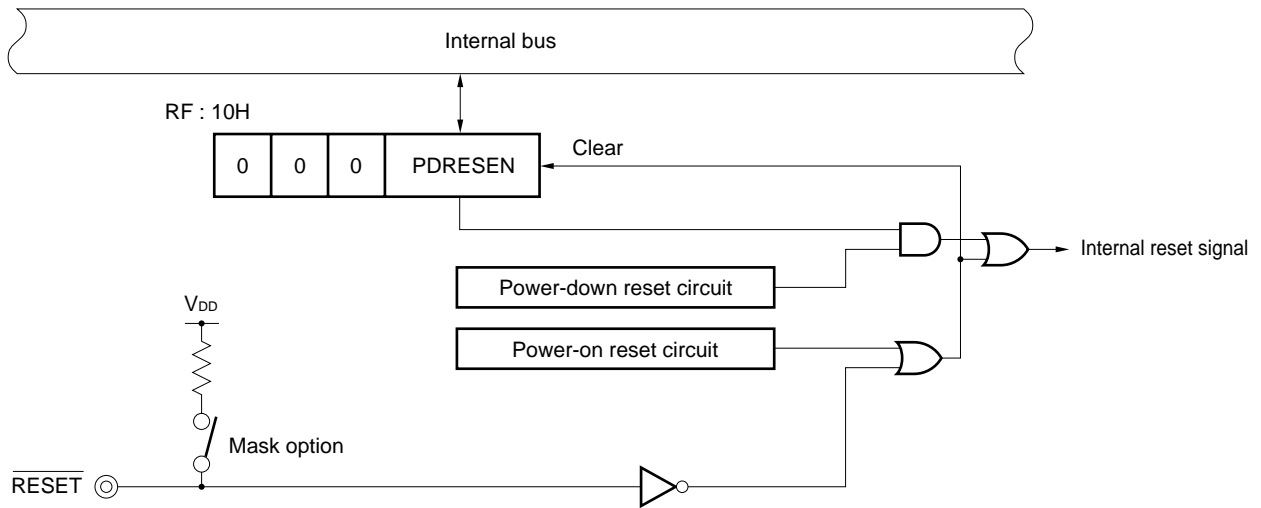 Internal bus
RF : 10H
0 0 0 PDRESEN
Clear
Internal reset signal
Power-down reset circuit
VDD
Power-on reset circuit
Mask option
RESET